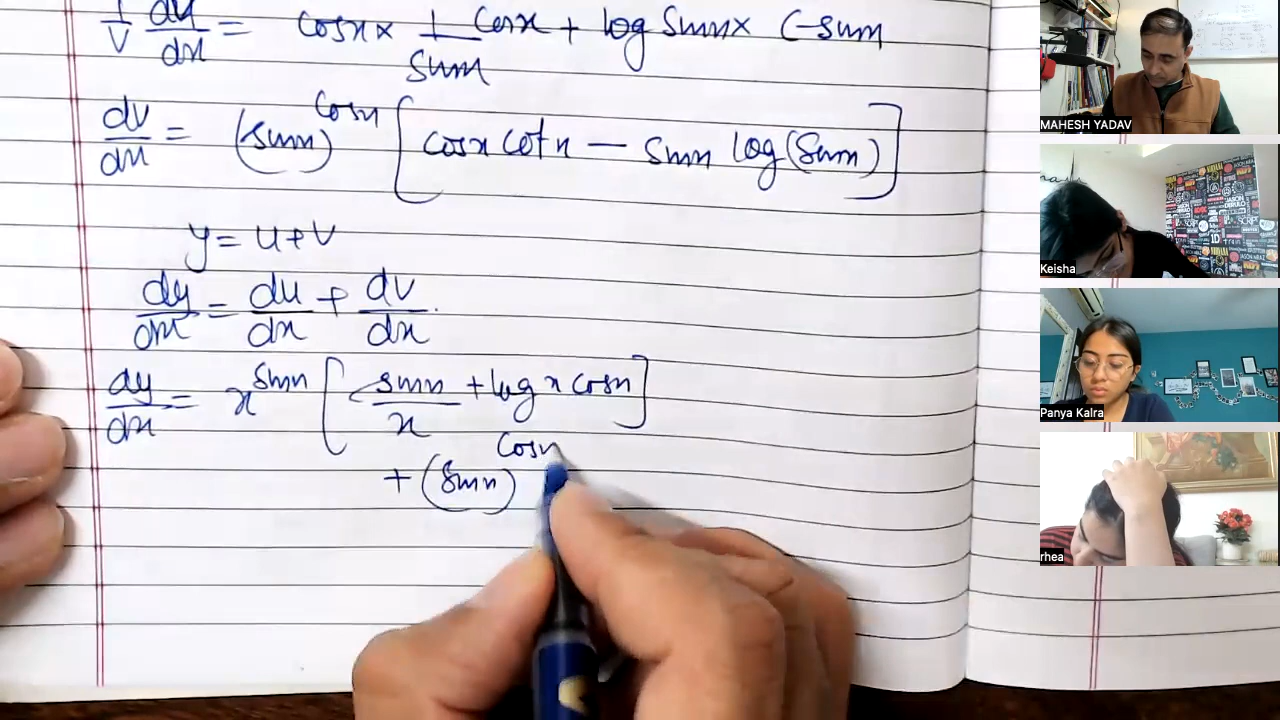 1/v dv/dx = cosx × 1/sinx cosx + log sinx × (-sinx
dv/dx = (sinx)^cosx [cosx cotx - sinx log(sinx)]
y = u+v
dy/dx = du/dx + dv/dx.
dy/dx = x^sinx [sinx/x + log x cosx]
+ (sinx)^cosx
MAHESH YADAV
Keisha
Panya Kalra
rhea